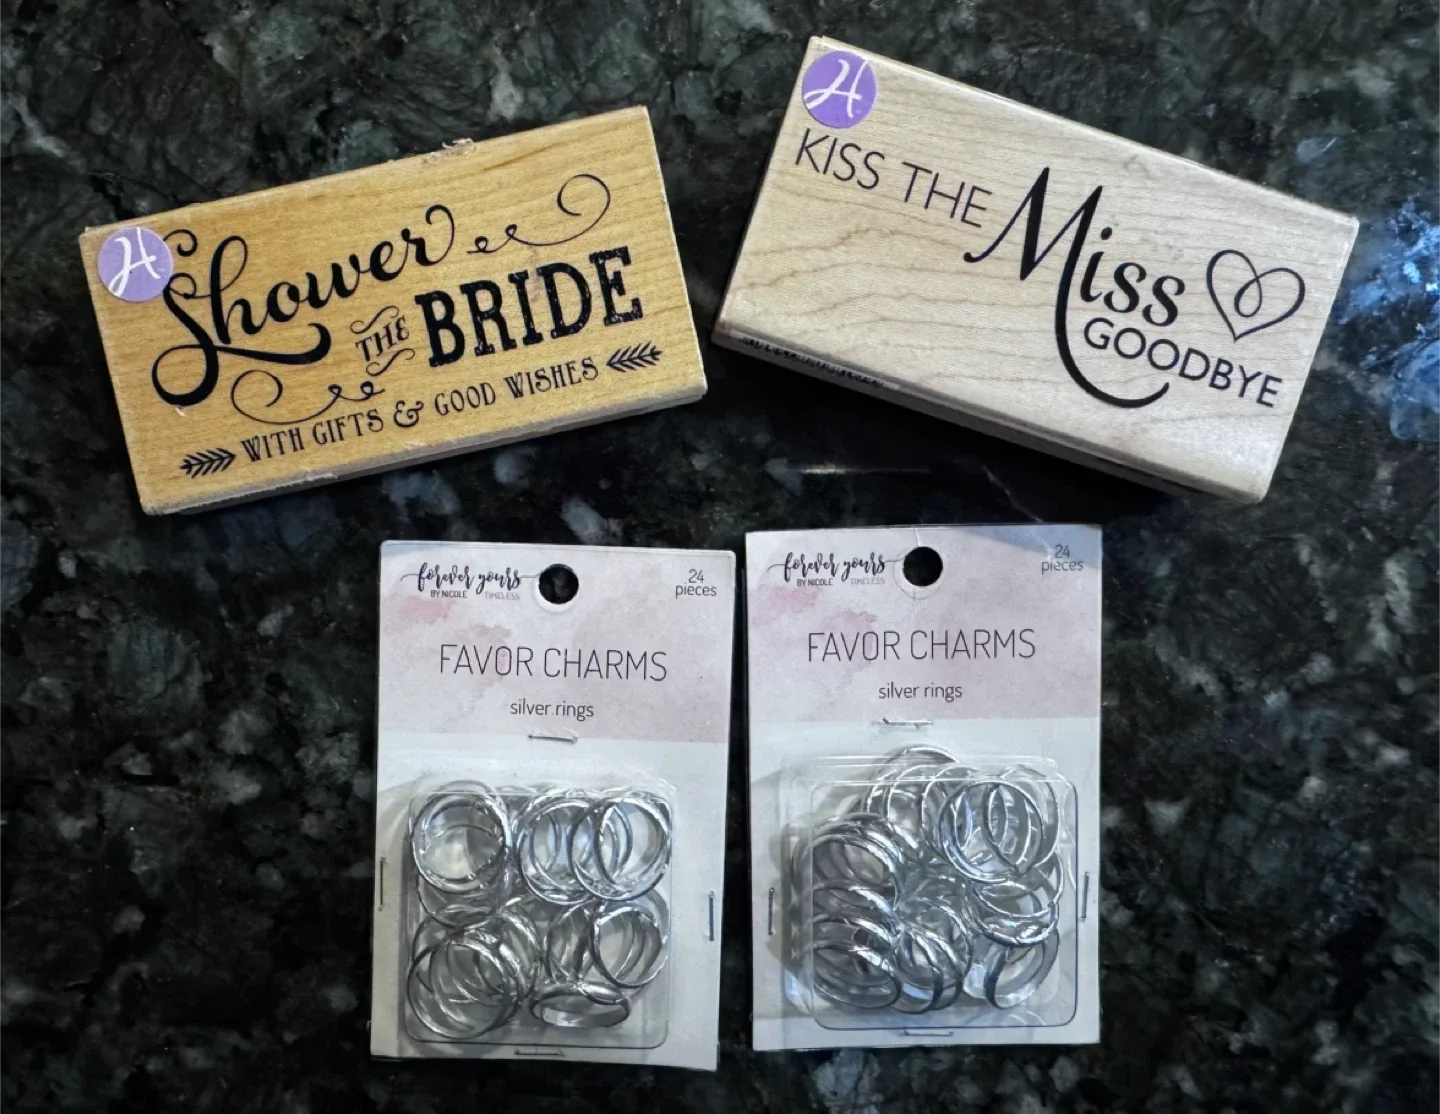 H
Shower
THE
BRIDE
WITH GIFTS & GOOD WISHES
H
KISS THE
Miss
GOODBYE
forever yours
BY NICOLE TIMELESS
24
pieces
FAVOR CHARMS
silver rings
forever yours
BY NICOLE TIMELESS
24
pieces
FAVOR CHARMS
silver rings